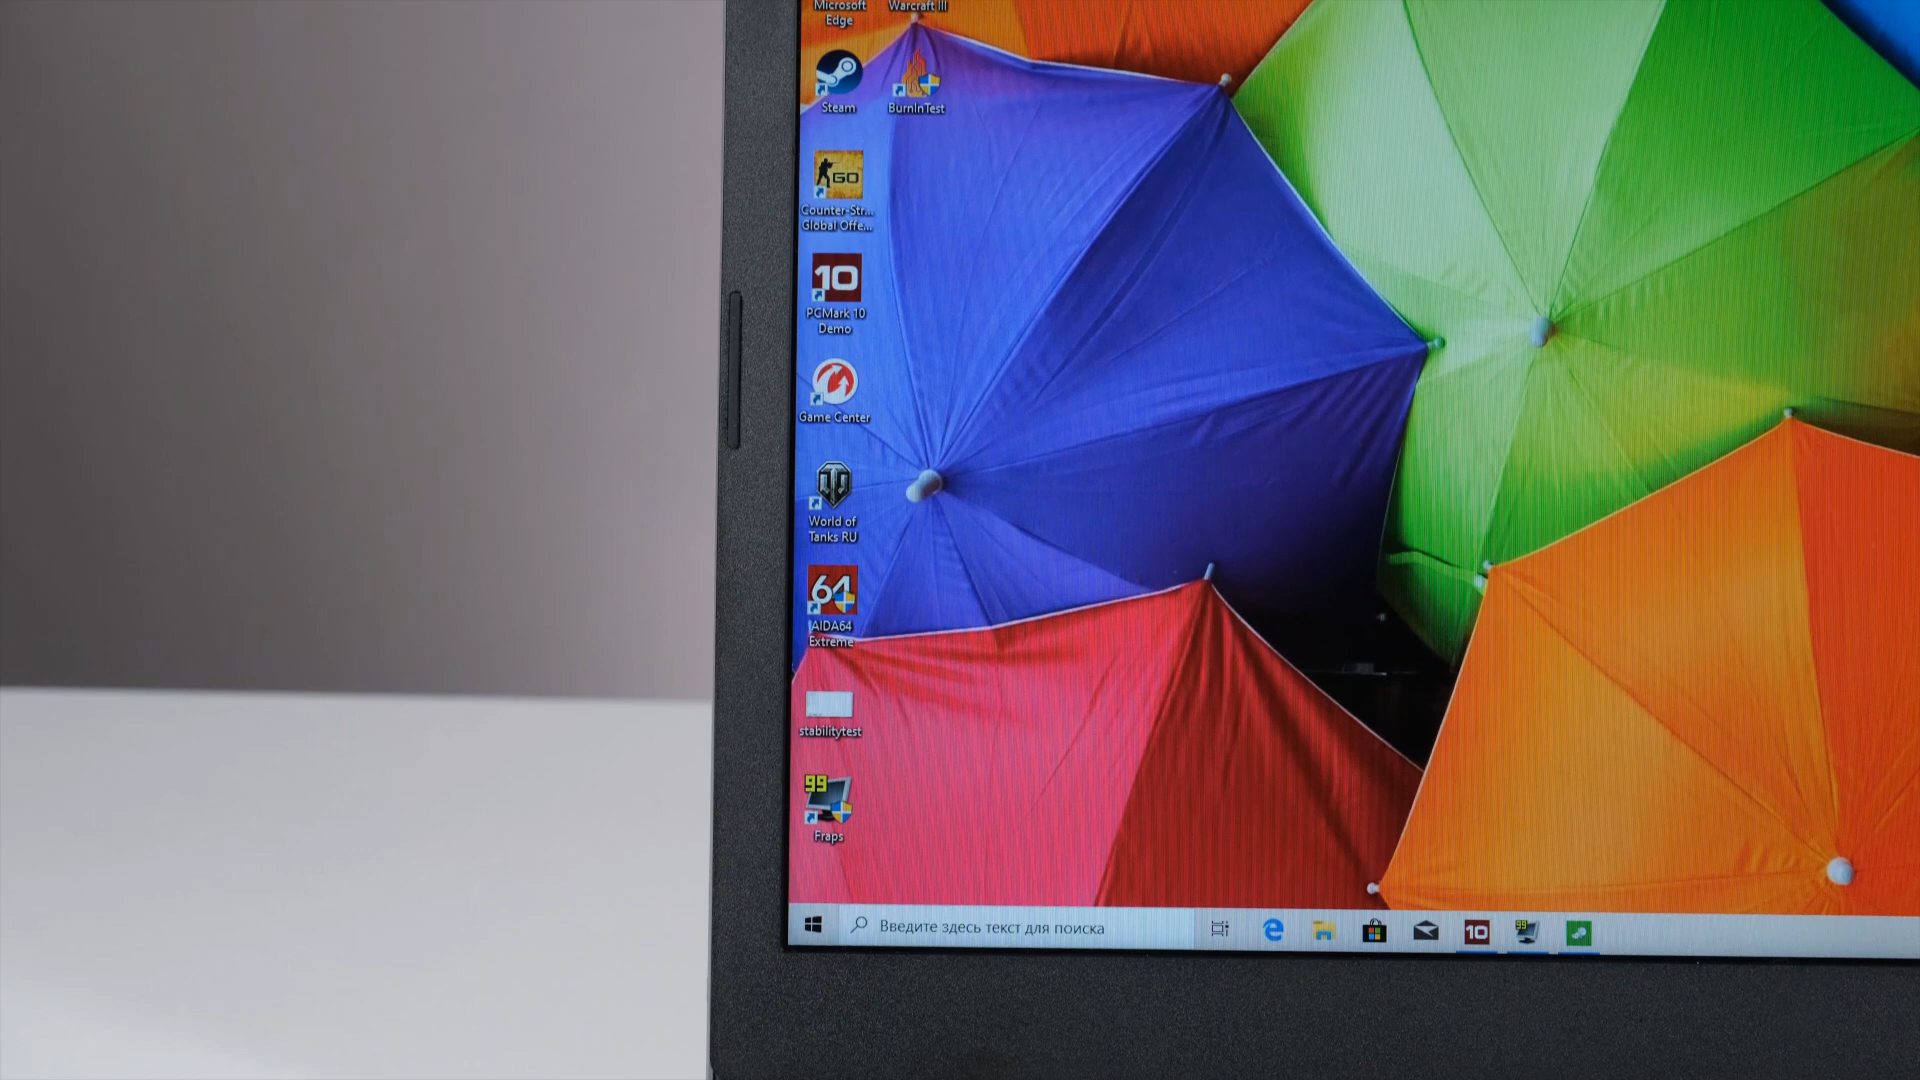 Microsoft
Edge
Warcraft III
Steam
BurnInTest
GO
Counter-Str...
Global Offe...
10
PCMark 10
Demo
Game Center
World of
Tanks RU
64
AIDA64
Extreme
stabilitytest
99
Fraps
Введите здесь текст для поиска
10
99